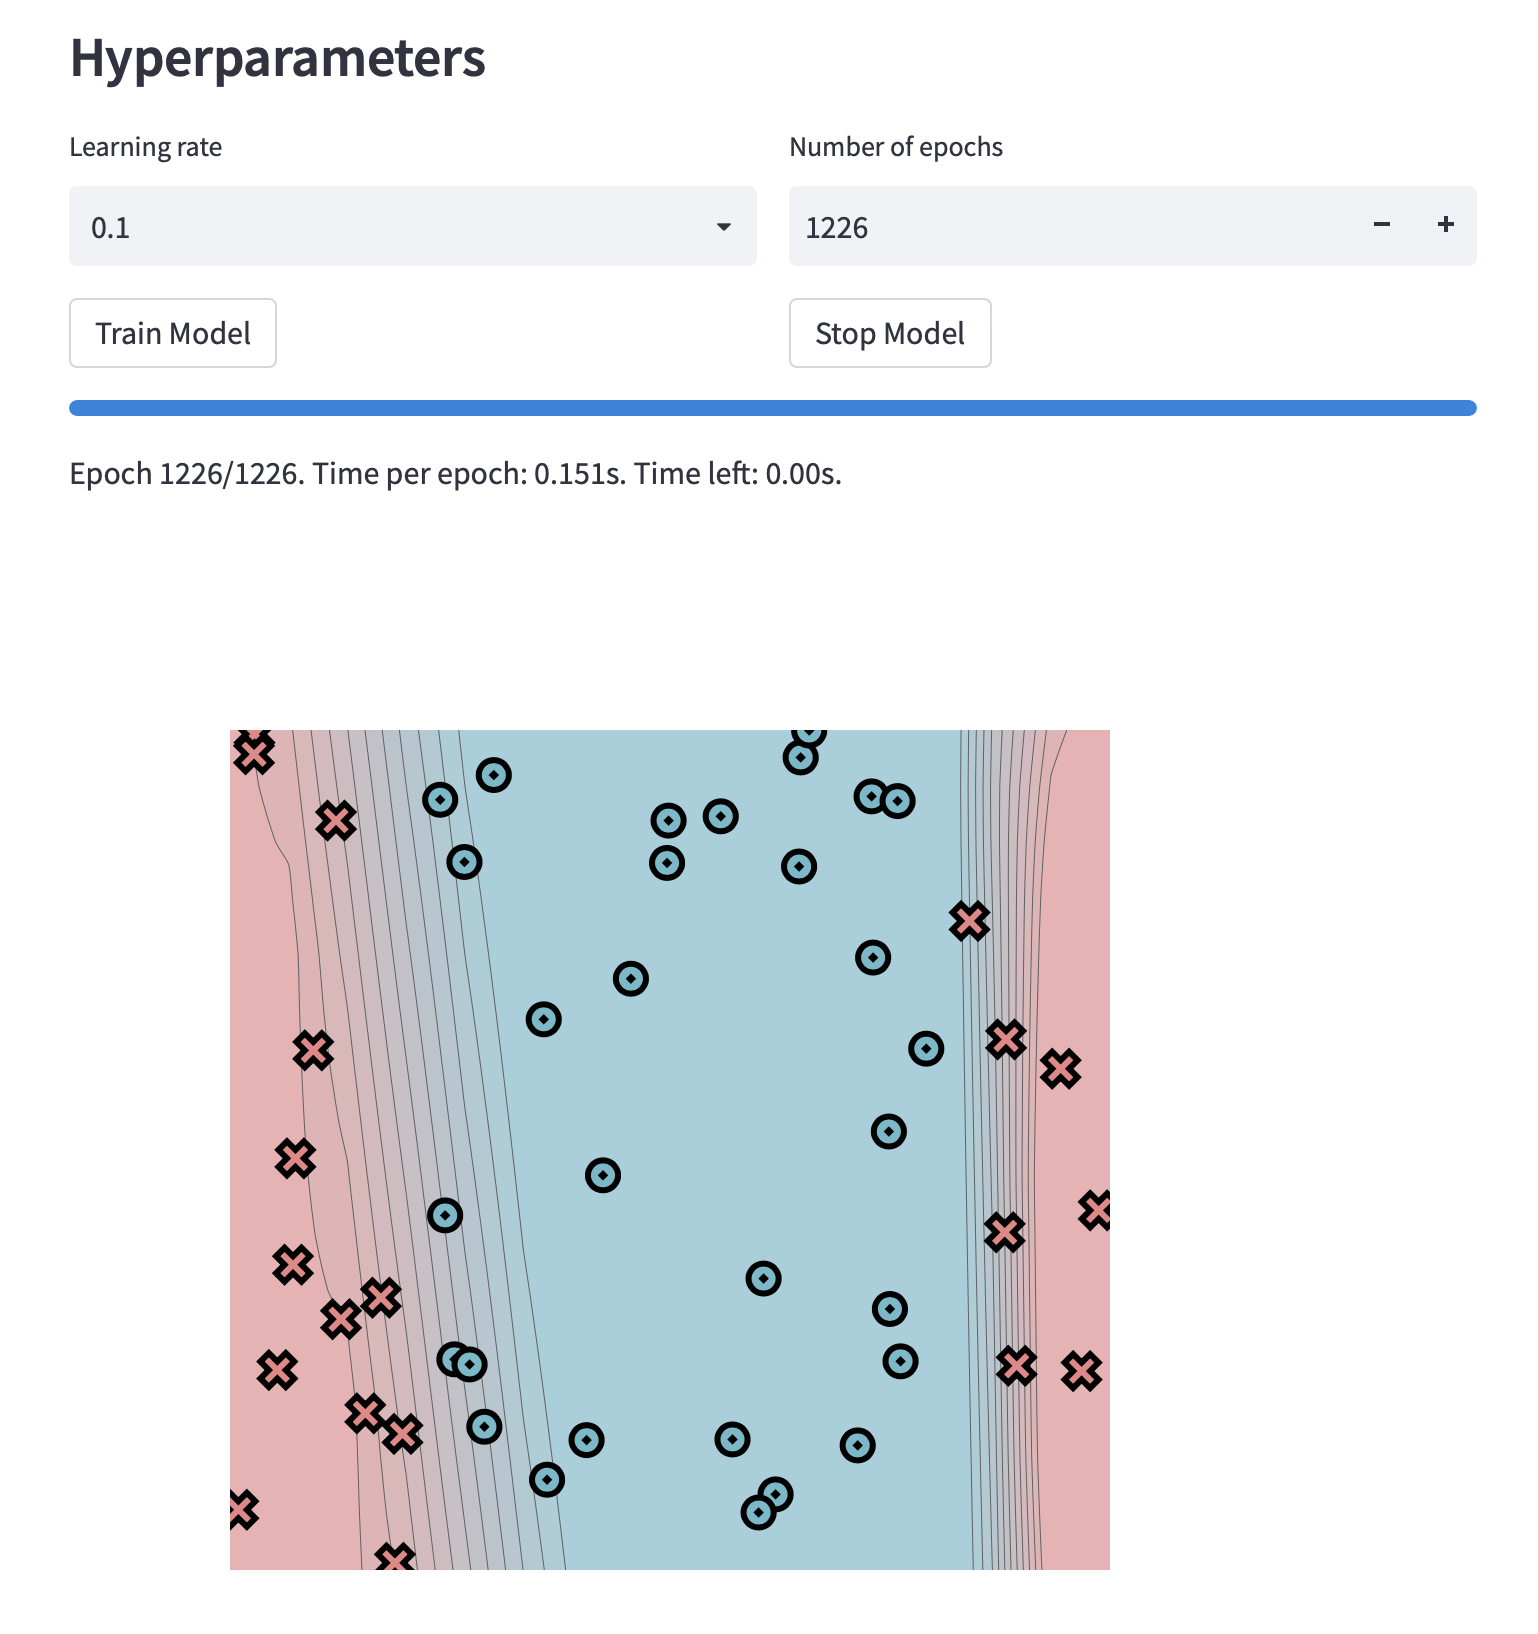 Hyperparameters
Learning rate
Number of epochs
0.1
1226
Train Model
Stop Model
Epoch 1226/1226. Time per epoch: 0.151s. Time left: 0.00s.